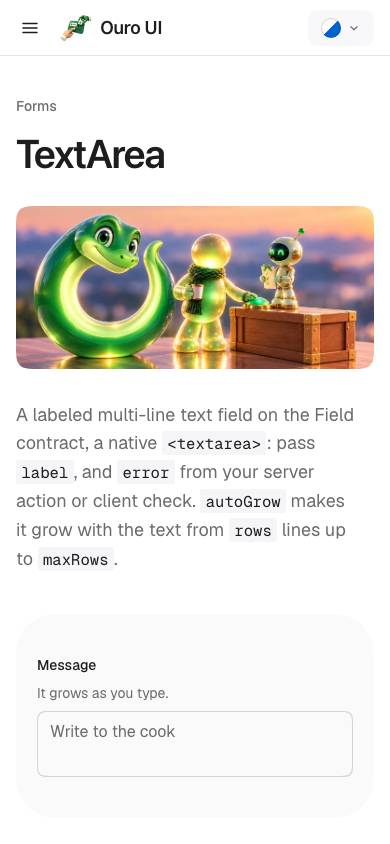 Ouro UI
Forms
TextArea
A labeled multi-line text field on the Field
contract, a native <textarea>: pass
label, and error from your server
action or client check. autoGrow makes
it grow with the text from rows lines up
to maxRows.
Message
It grows as you type.
Write to the cook